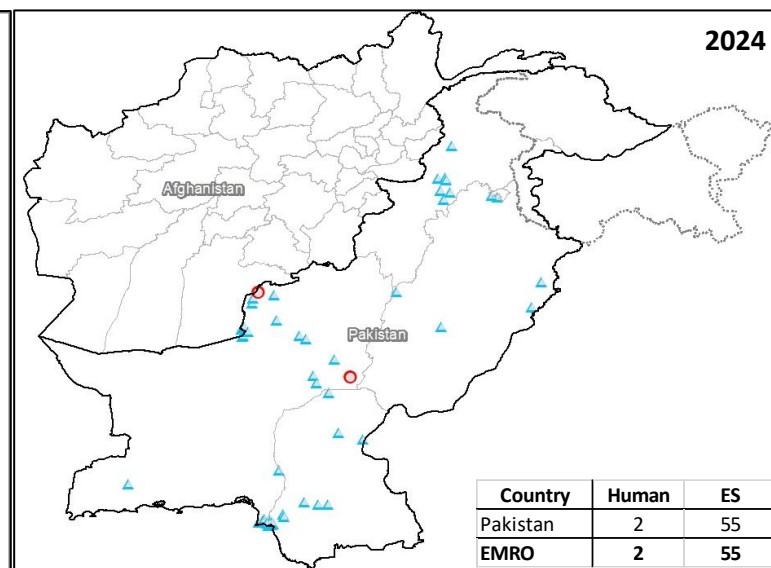 2024
Afghanistan
Pakistan
Country Human ES
Pakistan 2 55
EMRO 2 55